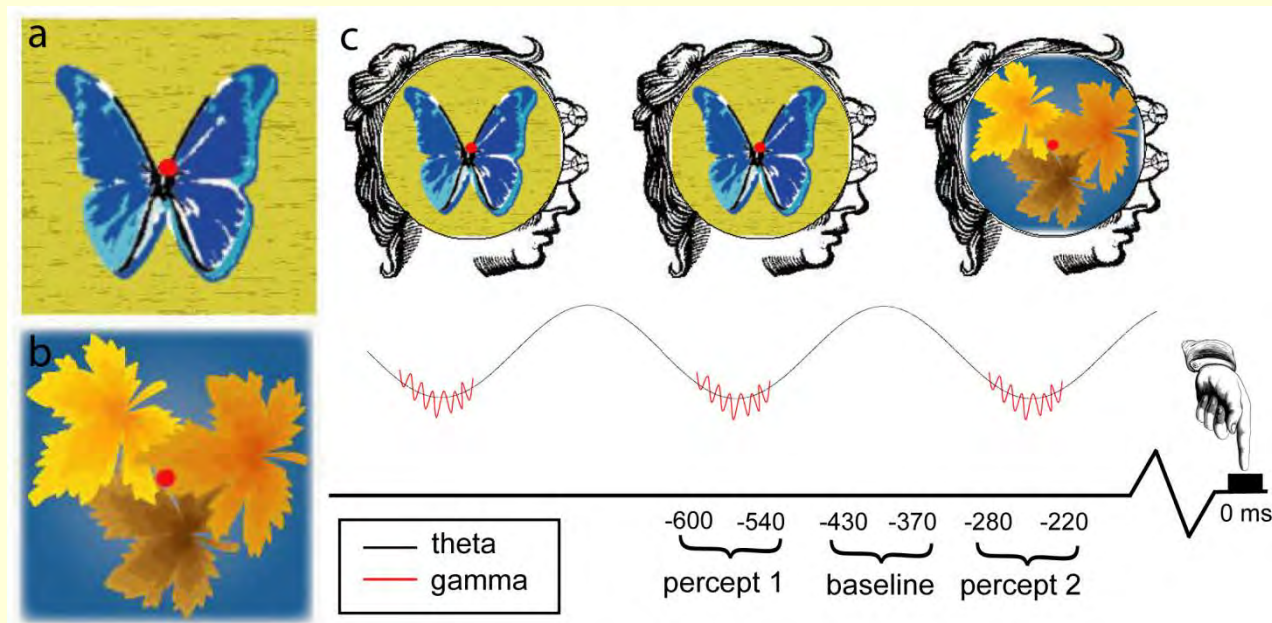 a
c
b
theta
gamma
-600 -540 -430 -370 -280 -220 0 ms
percept 1 baseline percept 2